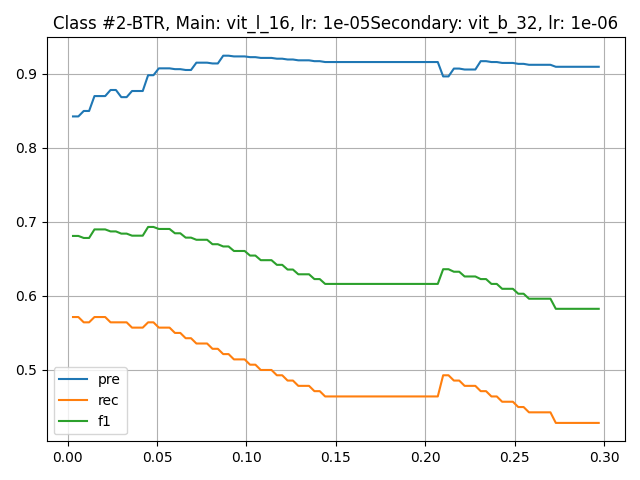 Class #2-BTR, Main: vit_l_16, lr: 1e-05Secondary: vit_b_32, lr: 1e-06
0.9
0.8
0.7
0.6
0.5
pre
rec
f1
0.00 0.05 0.10 0.15 0.20 0.25 0.30